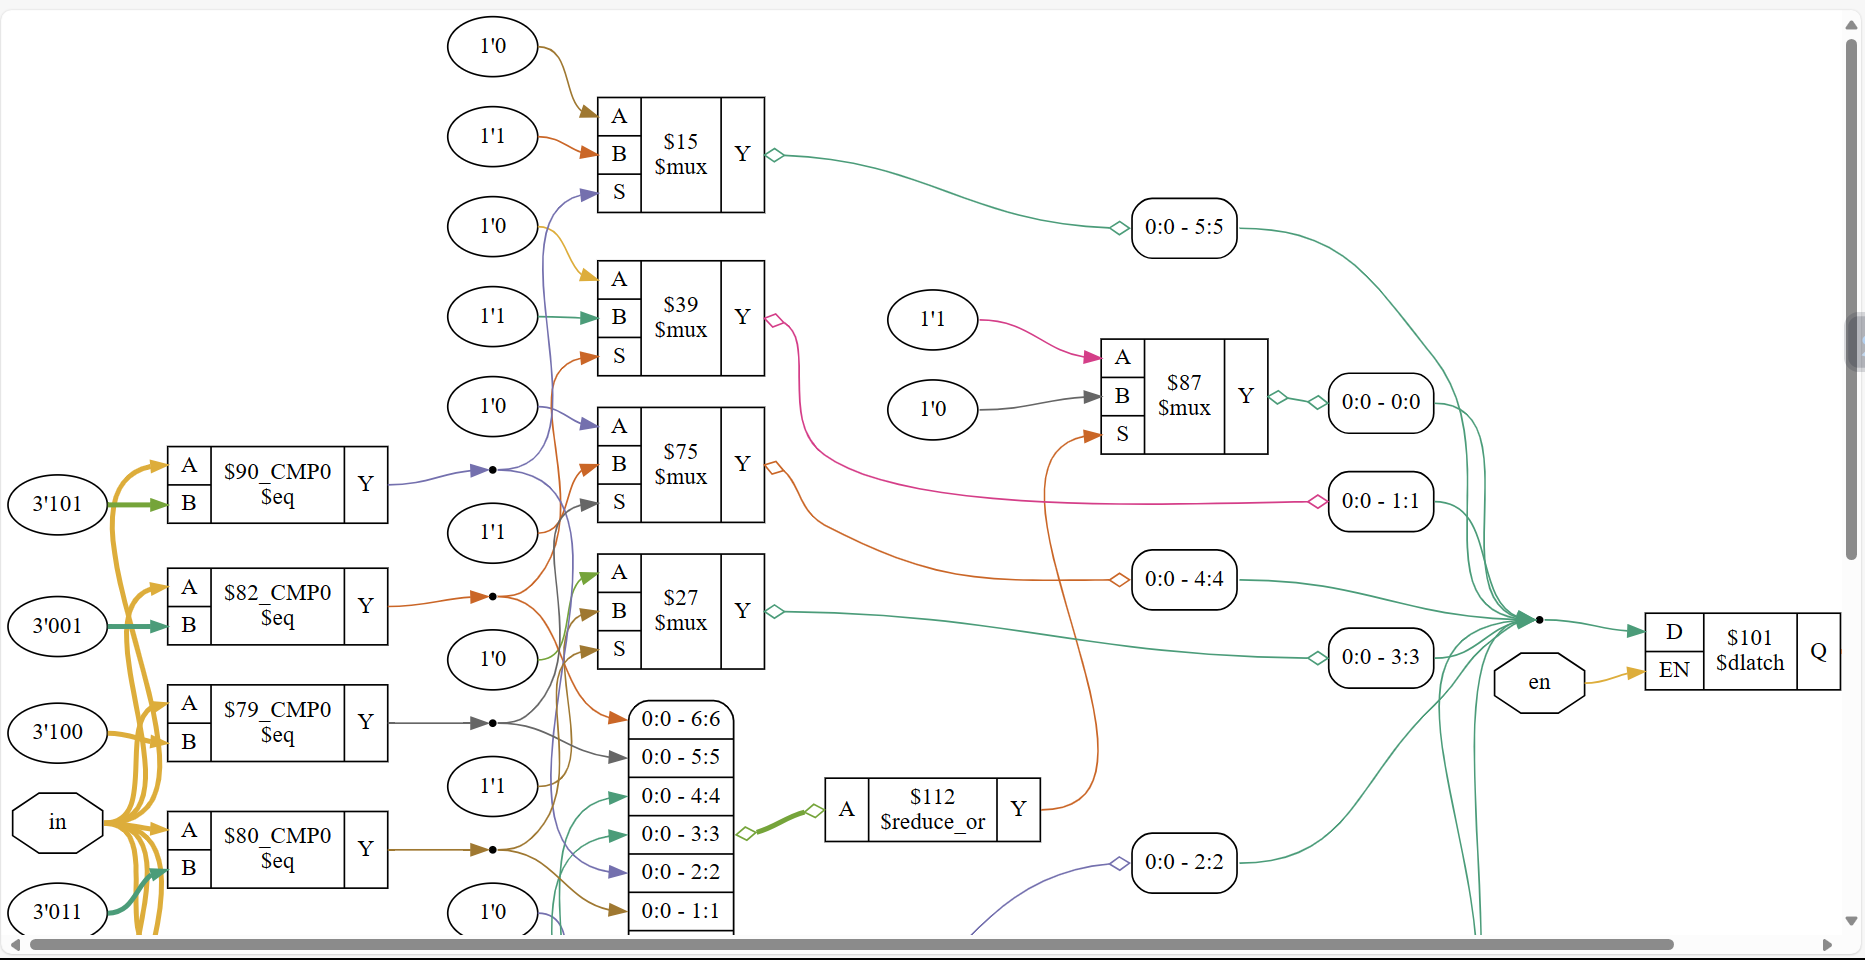 1'0
1'1
A
B
S
$15
$mux
Y
1'0
1'1
A
B
S
$39
$mux
Y
0:0 - 5:5
1'1
1'0
A
B
S
$87
$mux
Y
0:0 - 0:0
1'0
1'1
A
B
S
$75
$mux
Y
0:0 - 1:1
3'101
A
B
$90_CMP0
$eq
Y
0:0 - 4:4
3'001
A
B
$82_CMP0
$eq
Y
1'0
A
B
S
$27
$mux
Y
0:0 - 3:3
en
D
EN
$101
$dlatch
Q
3'100
A
B
$79_CMP0
$eq
Y
1'1
0:0 - 6:6
0:0 - 5:5
0:0 - 4:4
0:0 - 3:3
0:0 - 2:2
0:0 - 1:1
A
$112
$reduce_or
Y
0:0 - 2:2
in
A
B
$80_CMP0
$eq
Y
3'011
1'0